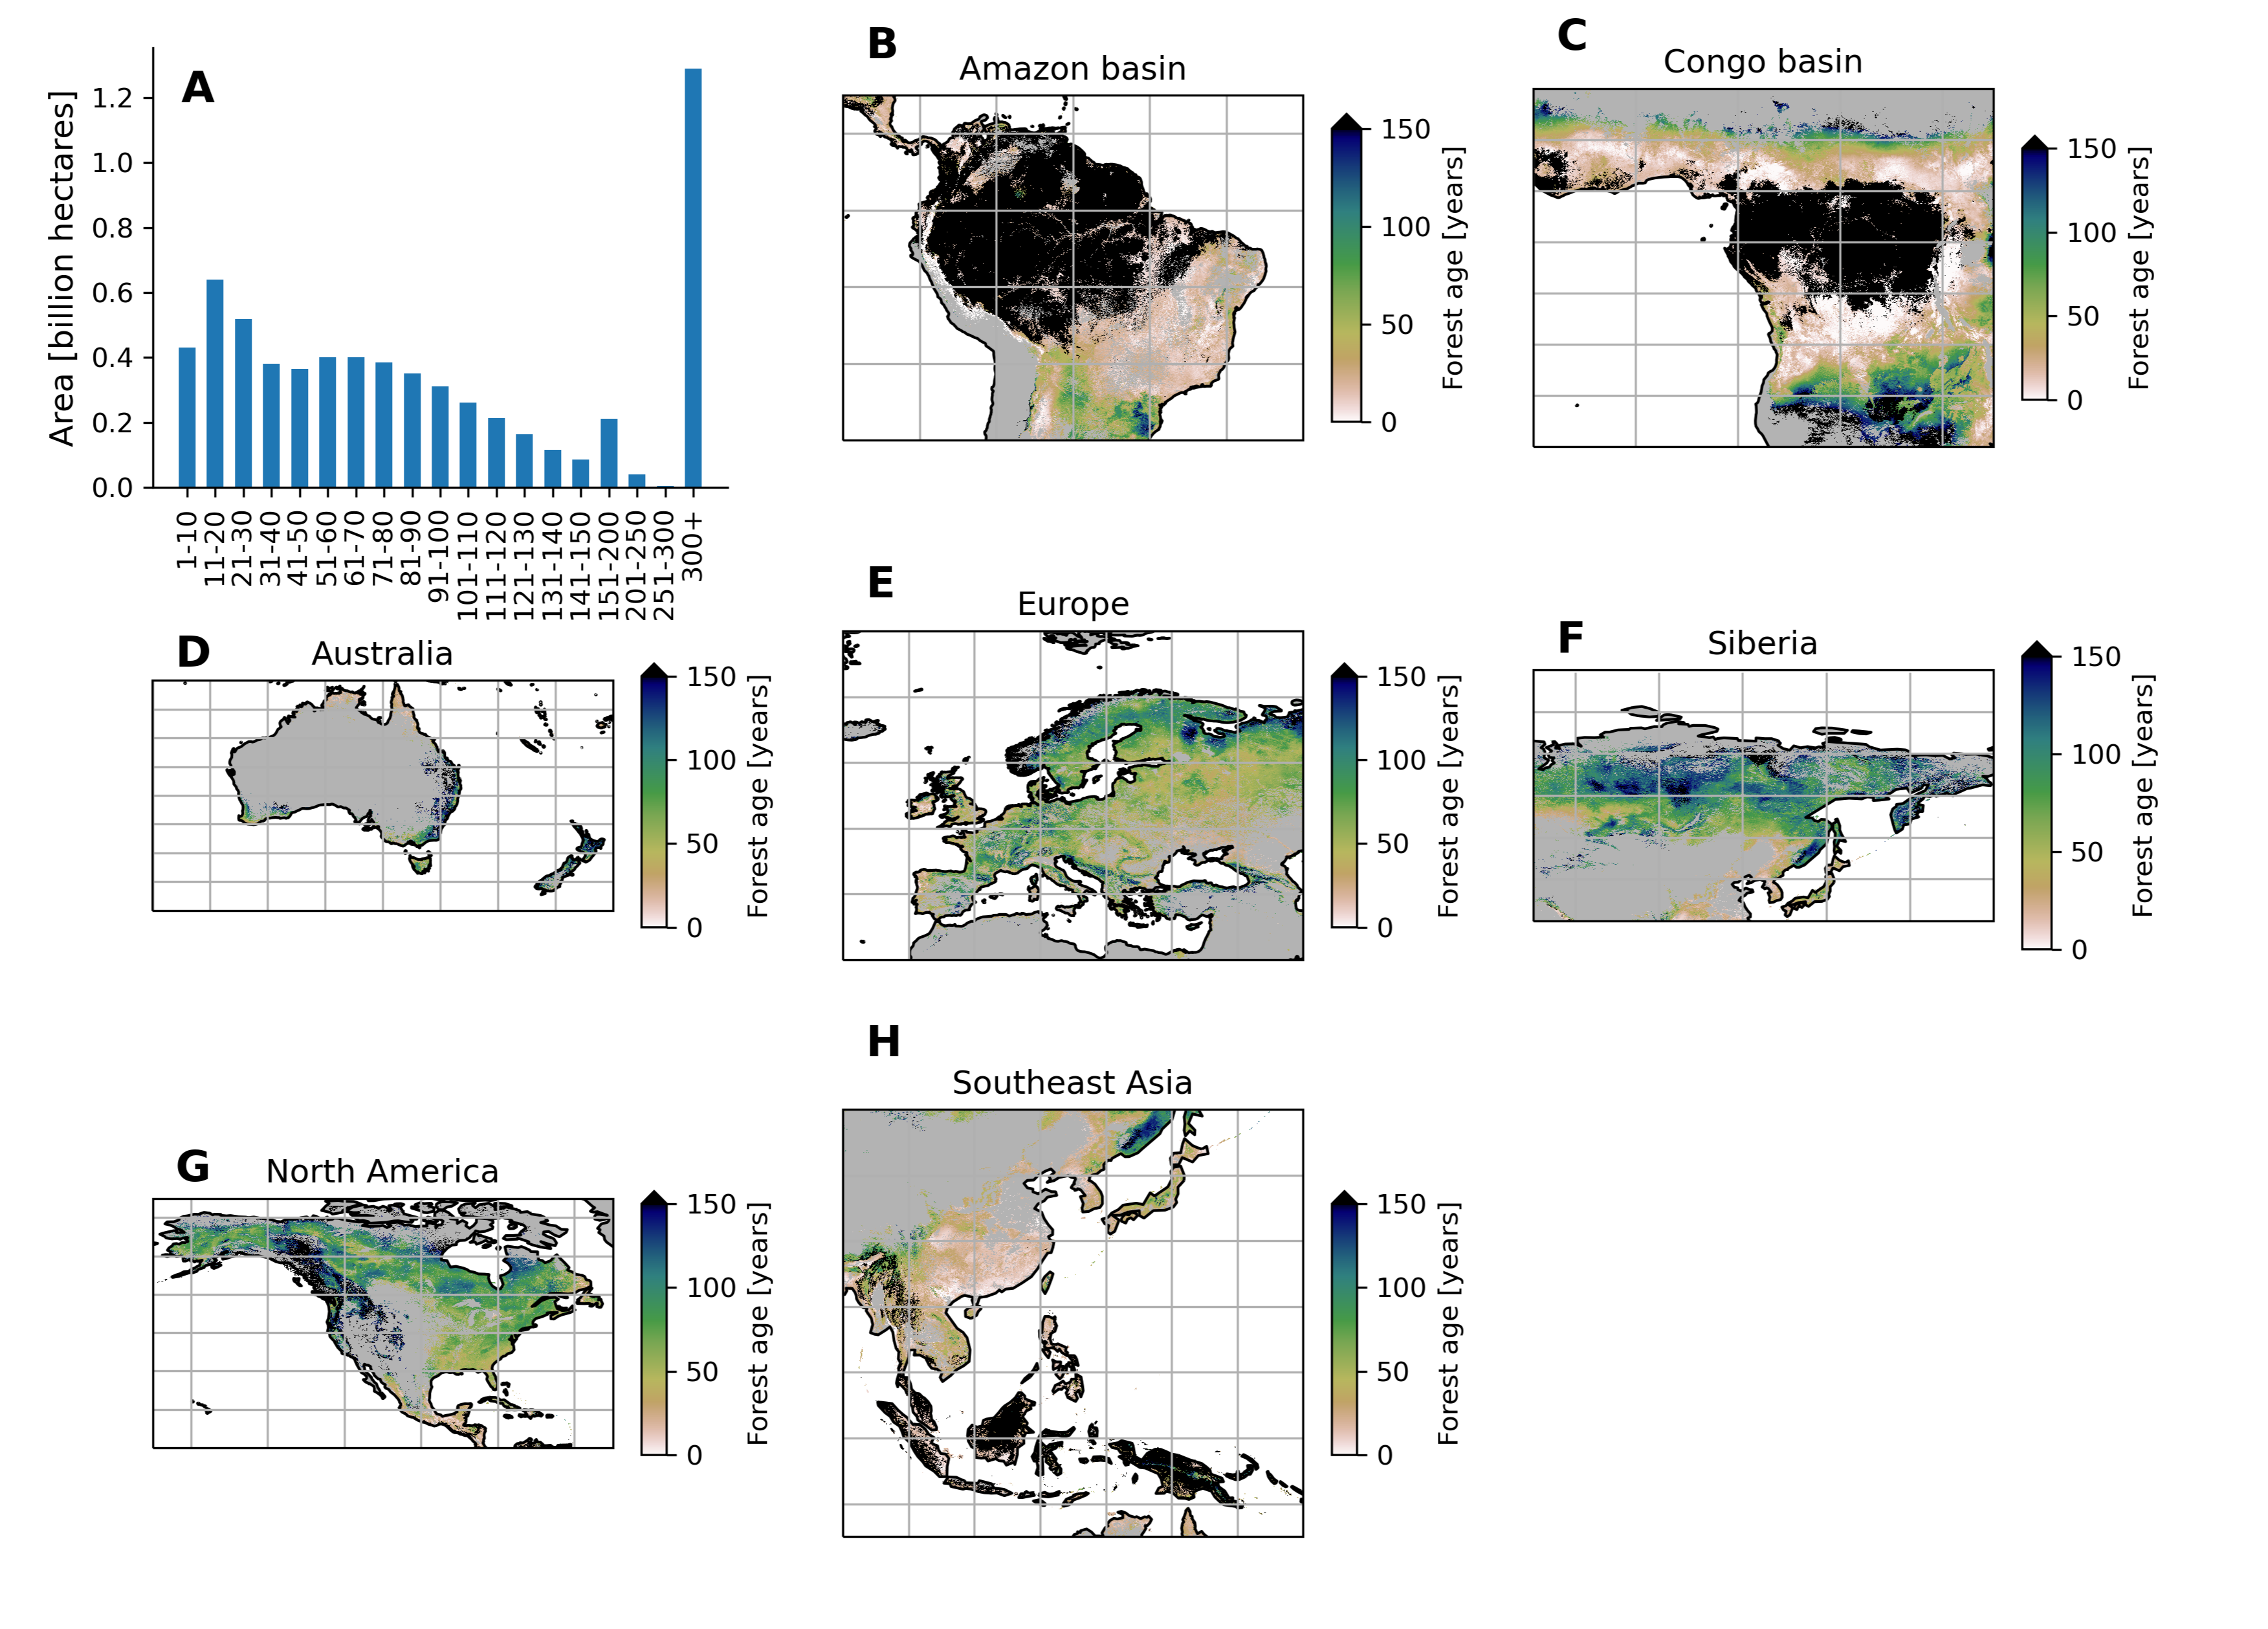 A
Area [billion hectares]
1.2
1.0
0.8
0.6
0.4
0.2
0.0
1-10
11-20
21-30
31-40
41-50
51-60
61-70
71-80
81-90
91-100
101-110
111-120
121-130
131-140
141-150
151-200
201-250
251-300
300+
B
Amazon basin
150
100
50
0
Forest age [years]
C
Congo basin
150
100
50
0
Forest age [years]
D
Australia
150
100
50
0
Forest age [years]
E
Europe
150
100
50
0
Forest age [years]
F
Siberia
150
100
50
0
Forest age [years]
G
North America
150
100
50
0
Forest age [years]
H
Southeast Asia
150
100
50
0
Forest age [years]